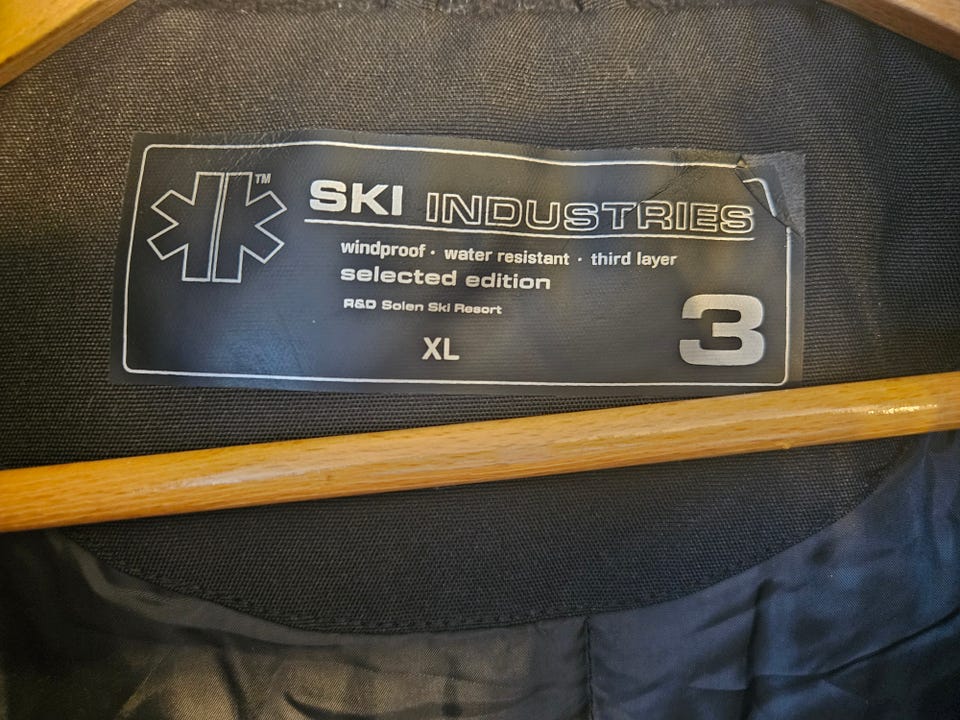 TM
SKI INDUSTRIES
windproof · water resistant · third layer
selected edition
R&D Solen Ski Resort
XL
3